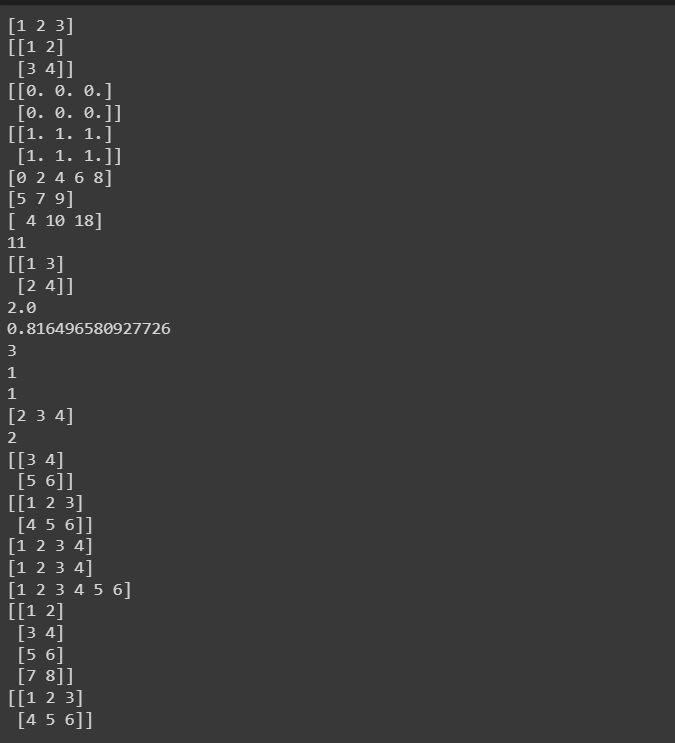 [1 2 3]
[[1 2]
 [3 4]]
[[0. 0. 0.]
 [0. 0. 0.]]
[[1. 1. 1.]
 [1. 1. 1.]]
[0 2 4 6 8]
[5 7 9]
[ 4 10 18]
11
[[1 3]
 [2 4]]
2.0
0.816496580927726
3
1
1
[2 3 4]
2
[[3 4]
 [5 6]]
[[1 2 3]
 [4 5 6]]
[1 2 3 4]
[1 2 3 4]
[1 2 3 4 5 6]
[[1 2]
 [3 4]
 [5 6]
 [7 8]]
[[1 2 3]
 [4 5 6]]